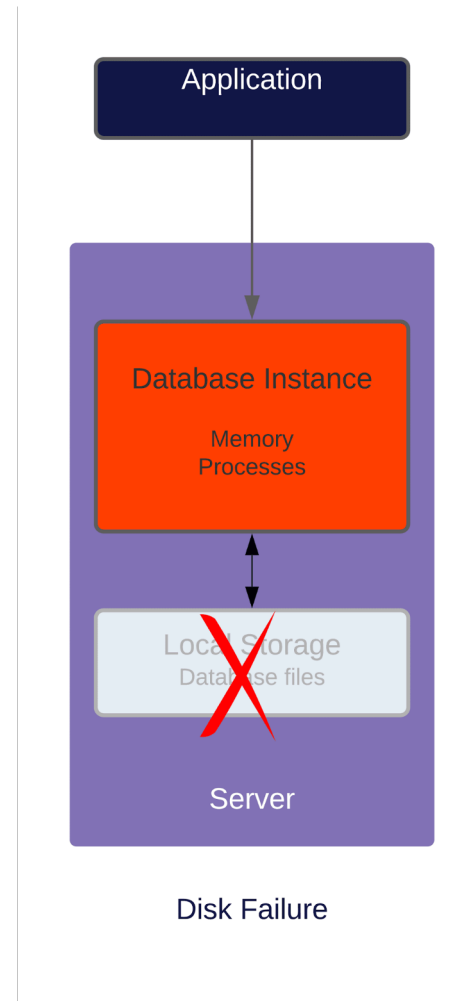 Application
Database Instance
Memory
Processes
Local Storage
Database files
Server
Disk Failure